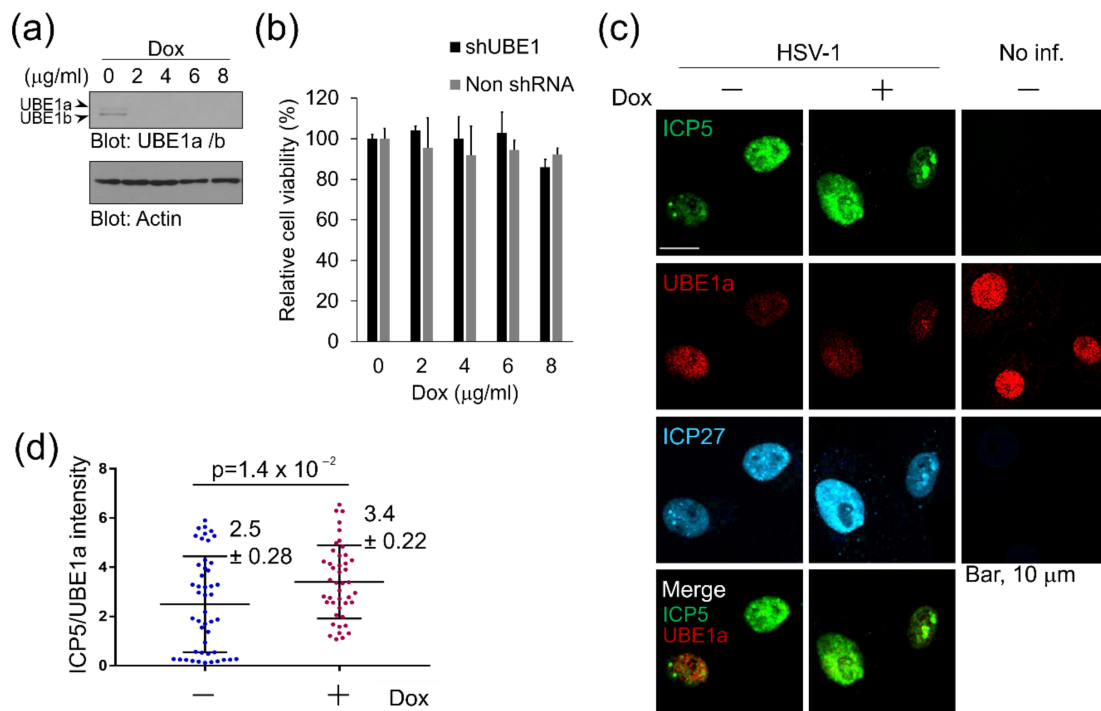 (a)
Dox
(μg/ml) 0 2 4 6 8
UBE1a
UBE1b
Blot: UBE1a /b
Blot: Actin
(b)
shUBE1
Non shRNA
Relative cell viability (%)
120
100
80
60
40
20
0
0 2 4 6 8
Dox (μg/ml)
(c)
HSV-1 No inf.
Dox — + —
ICP5
UBE1a
ICP27
Merge
ICP5
UBE1a
Bar, 10 μm
(d)
p=1.4 x 10⁻²
ICP5/UBE1a intensity
8
6
4
2
0
2.5
± 0.28
3.4
± 0.22
— + Dox